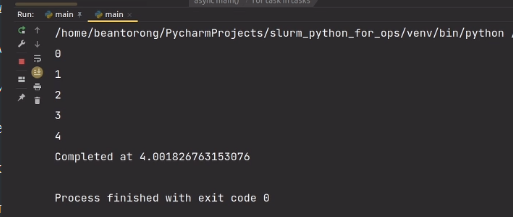 async main()
for task in tasks
Run:
main
main
/home/beantorong/PycharmProjects/slurm_python_for_ops/venv/bin/python
0
1
2
3
4
Completed at 4.001826763153076
Process finished with exit code 0